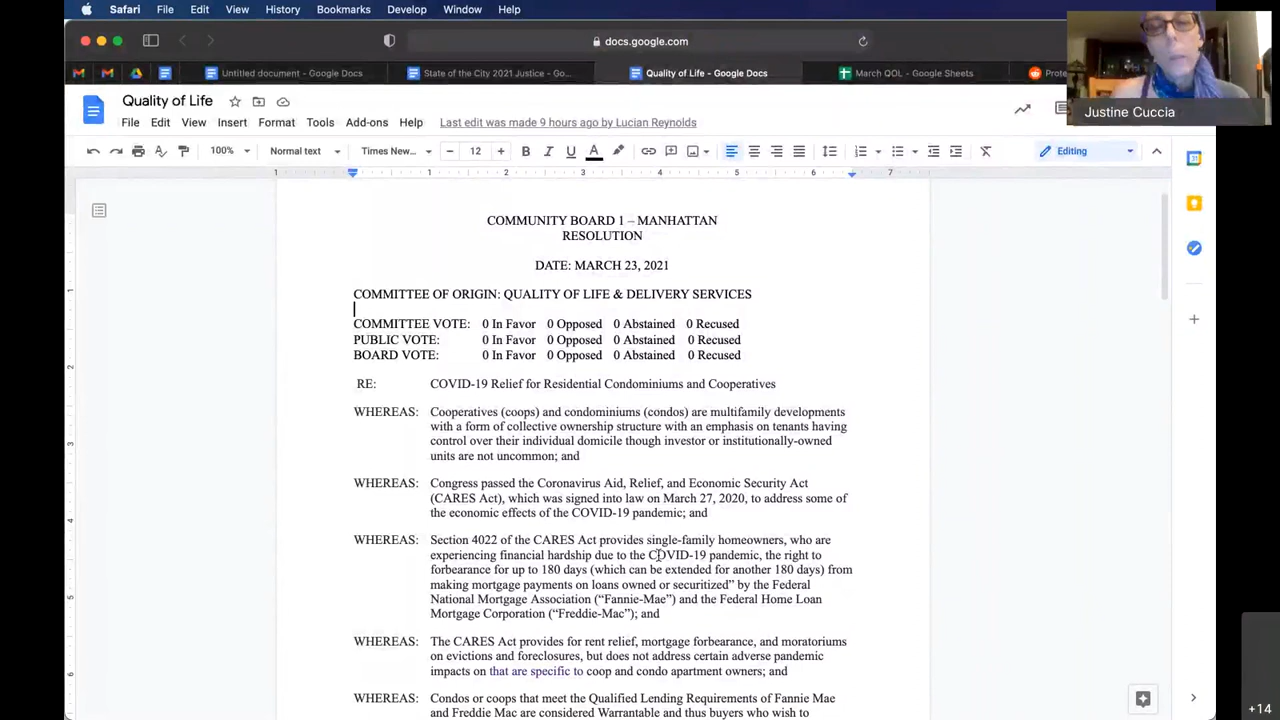 Safari File Edit View History Bookmarks Develop Window Help
docs.google.com
Untitled document - Google Docs
State of the City 2021 Justice - Go...
Quality of Life - Google Docs
March QOL - Google Sheets
Prote
Justine Cuccia
Quality of Life
File Edit View Insert Format Tools Add-ons Help Last edit was made 9 hours ago by Lucian Reynolds
100% Normal text Times New... 12 B I U A Editing
1 1 2 3 4 5 6 7
COMMUNITY BOARD 1 – MANHATTAN
RESOLUTION
DATE: MARCH 23, 2021
COMMITTEE OF ORIGIN: QUALITY OF LIFE & DELIVERY SERVICES
COMMITTEE VOTE: 0 In Favor 0 Opposed 0 Abstained 0 Recused
PUBLIC VOTE: 0 In Favor 0 Opposed 0 Abstained 0 Recused
BOARD VOTE: 0 In Favor 0 Opposed 0 Abstained 0 Recused
RE: COVID-19 Relief for Residential Condominiums and Cooperatives
WHEREAS: Cooperatives (coops) and condominiums (condos) are multifamily developments
with a form of collective ownership structure with an emphasis on tenants having
control over their individual domicile though investor or institutionally-owned
units are not uncommon; and
WHEREAS: Congress passed the Coronavirus Aid, Relief, and Economic Security Act
(CARES Act), which was signed into law on March 27, 2020, to address some of
the economic effects of the COVID-19 pandemic; and
WHEREAS: Section 4022 of the CARES Act provides single-family homeowners, who are
experiencing financial hardship due to the COVID-19 pandemic, the right to
forbearance for up to 180 days (which can be extended for another 180 days) from
making mortgage payments on loans owned or securitized” by the Federal
National Mortgage Association (“Fannie-Mae”) and the Federal Home Loan
Mortgage Corporation (“Freddie-Mac”); and
WHEREAS: The CARES Act provides for rent relief, mortgage forbearance, and moratoriums
on evictions and foreclosures, but does not address certain adverse pandemic
impacts on that are specific to coop and condo apartment owners; and
WHEREAS: Condos or coops that meet the Qualified Lending Requirements of Fannie Mae
and Freddie Mac are considered Warrantable and thus buyers who wish to
1
2
3
4
5
6
31
+14